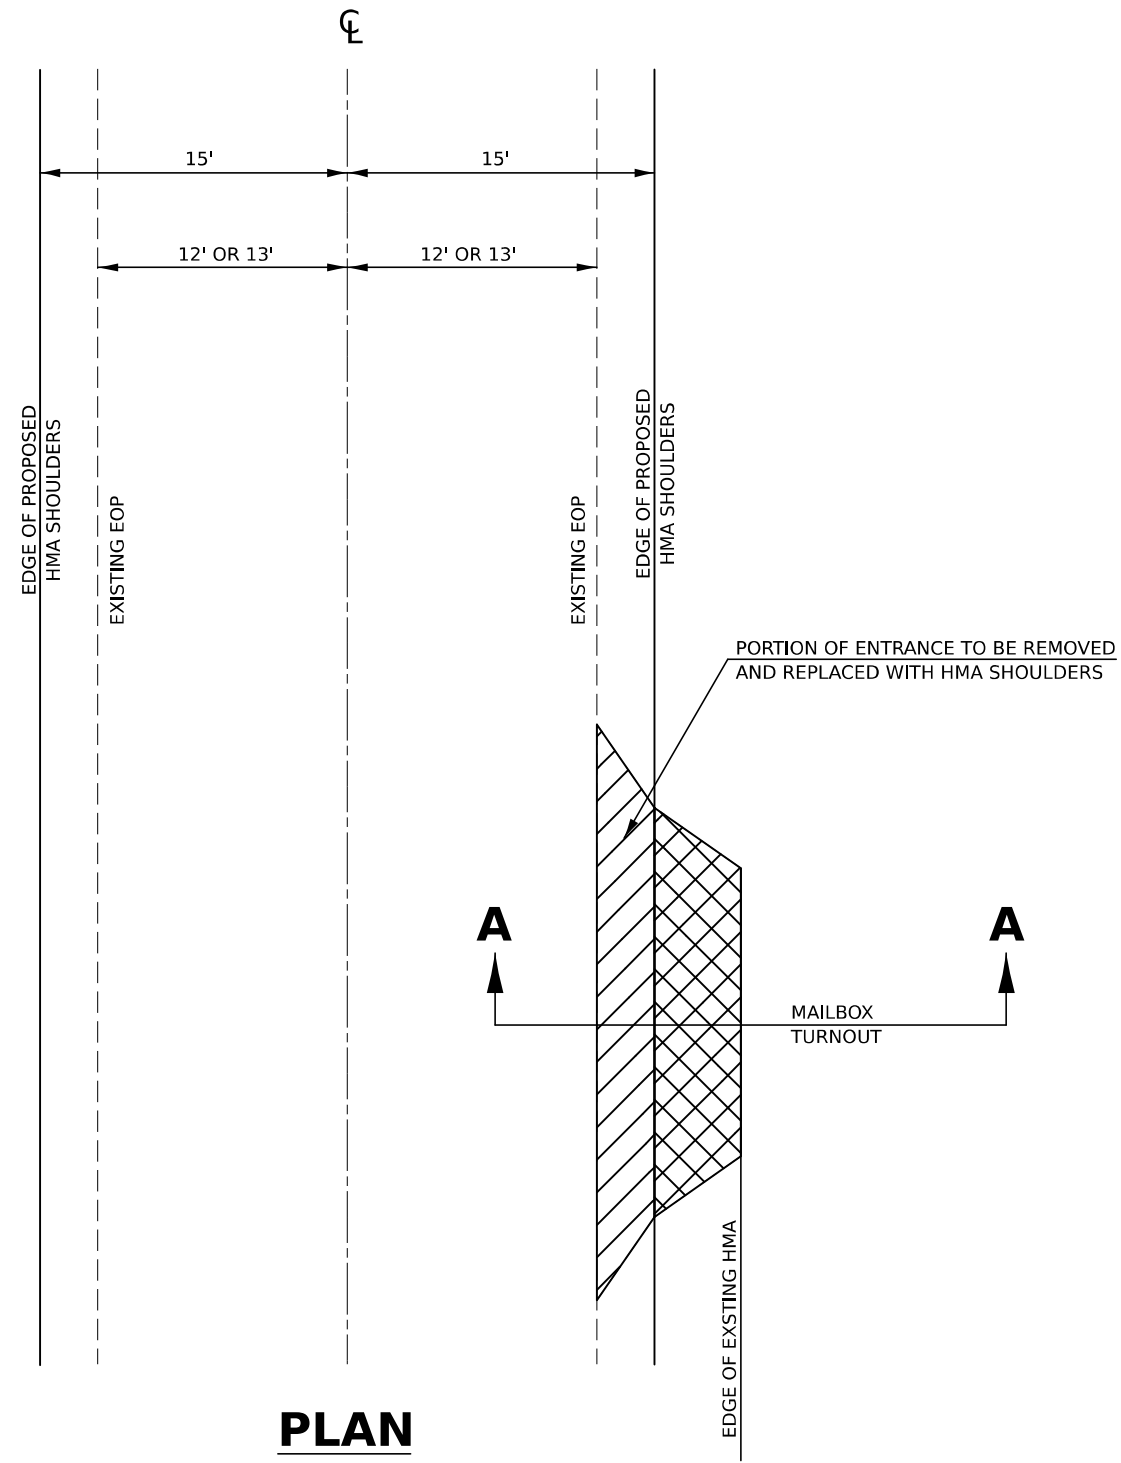 ℄
15'
15'
12' OR 13'
12' OR 13'
EDGE OF PROPOSED
HMA SHOULDERS
EXISTING EOP
EXISTING EOP
EDGE OF PROPOSED
HMA SHOULDERS
PORTION OF ENTRANCE TO BE REMOVED
AND REPLACED WITH HMA SHOULDERS
A
A
MAILBOX
TURNOUT
EDGE OF EXSTING HMA
PLAN